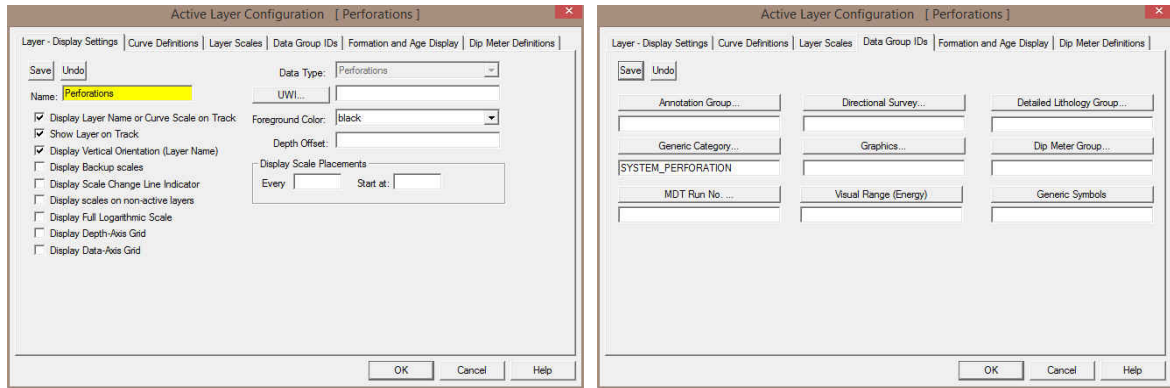 Active Layer Configuration [ Perforations ]
Layer - Display Settings Curve Definitions Layer Scales Data Group IDs Formation and Age Display Dip Meter Definitions
Save Undo
Name: Perforations
Display Layer Name or Curve Scale on Track
Show Layer on Track
Display Vertical Orientation (Layer Name)
Display Backup scales
Display Scale Change Line Indicator
Display scales on non-active layers
Display Full Logarithmic Scale
Display Depth-Axis Grid
Display Data-Axis Grid
Data Type: Perforations
UWI...
Foreground Color: black
Depth Offset:
Display Scale Placements
Every Start at:
OK Cancel Help
Active Layer Configuration [ Perforations ]
Layer - Display Settings Curve Definitions Layer Scales Data Group IDs Formation and Age Display Dip Meter Definitions
Save Undo
Annotation Group... Directional Survey... Detailed Lithology Group...
Generic Category... Graphics... Dip Meter Group...
SYSTEM_PERFORATION
MDT Run No. ... Visual Range (Energy) Generic Symbols
OK Cancel Help